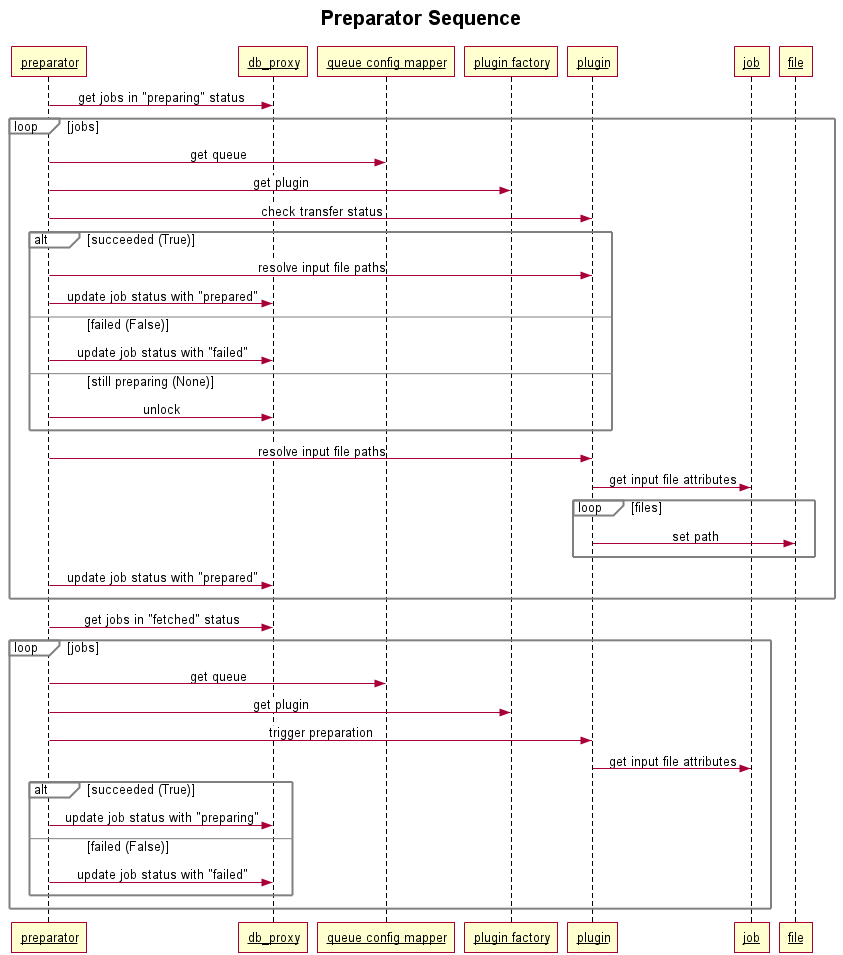 Preparator Sequence
preparator db_proxy queue config mapper plugin factory plugin job file
get jobs in "preparing" status
loop [jobs]
get queue
get plugin
check transfer status
alt [succeeded (True)]
resolve input file paths
update job status with "prepared"
[failed (False)]
update job status with "failed"
[still preparing (None)]
unlock
resolve input file paths
get input file attributes
loop [files]
set path
update job status with "prepared"
get jobs in "fetched" status
loop [jobs]
get queue
get plugin
trigger preparation
get input file attributes
alt [succeeded (True)]
update job status with "preparing"
[failed (False)]
update job status with "failed"
preparator db_proxy queue config mapper plugin factory plugin job file